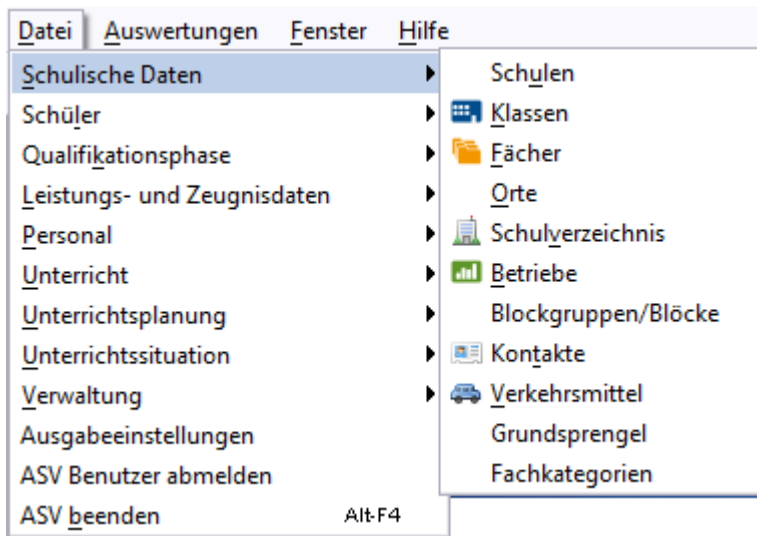 Datei Auswertungen Fenster Hilfe
Schulische Daten
Schüler
Qualifikationsphase
Leistungs- und Zeugnisdaten
Personal
Unterricht
Unterrichtsplanung
Unterrichtssituation
Verwaltung
Ausgabeeinstellungen
ASV Benutzer abmelden
ASV beenden Alt-F4
Schulen
Klassen
Fächer
Orte
Schulverzeichnis
Betriebe
Blockgruppen/Blöcke
Kontakte
Verkehrsmittel
Grundsprengel
Fachkategorien